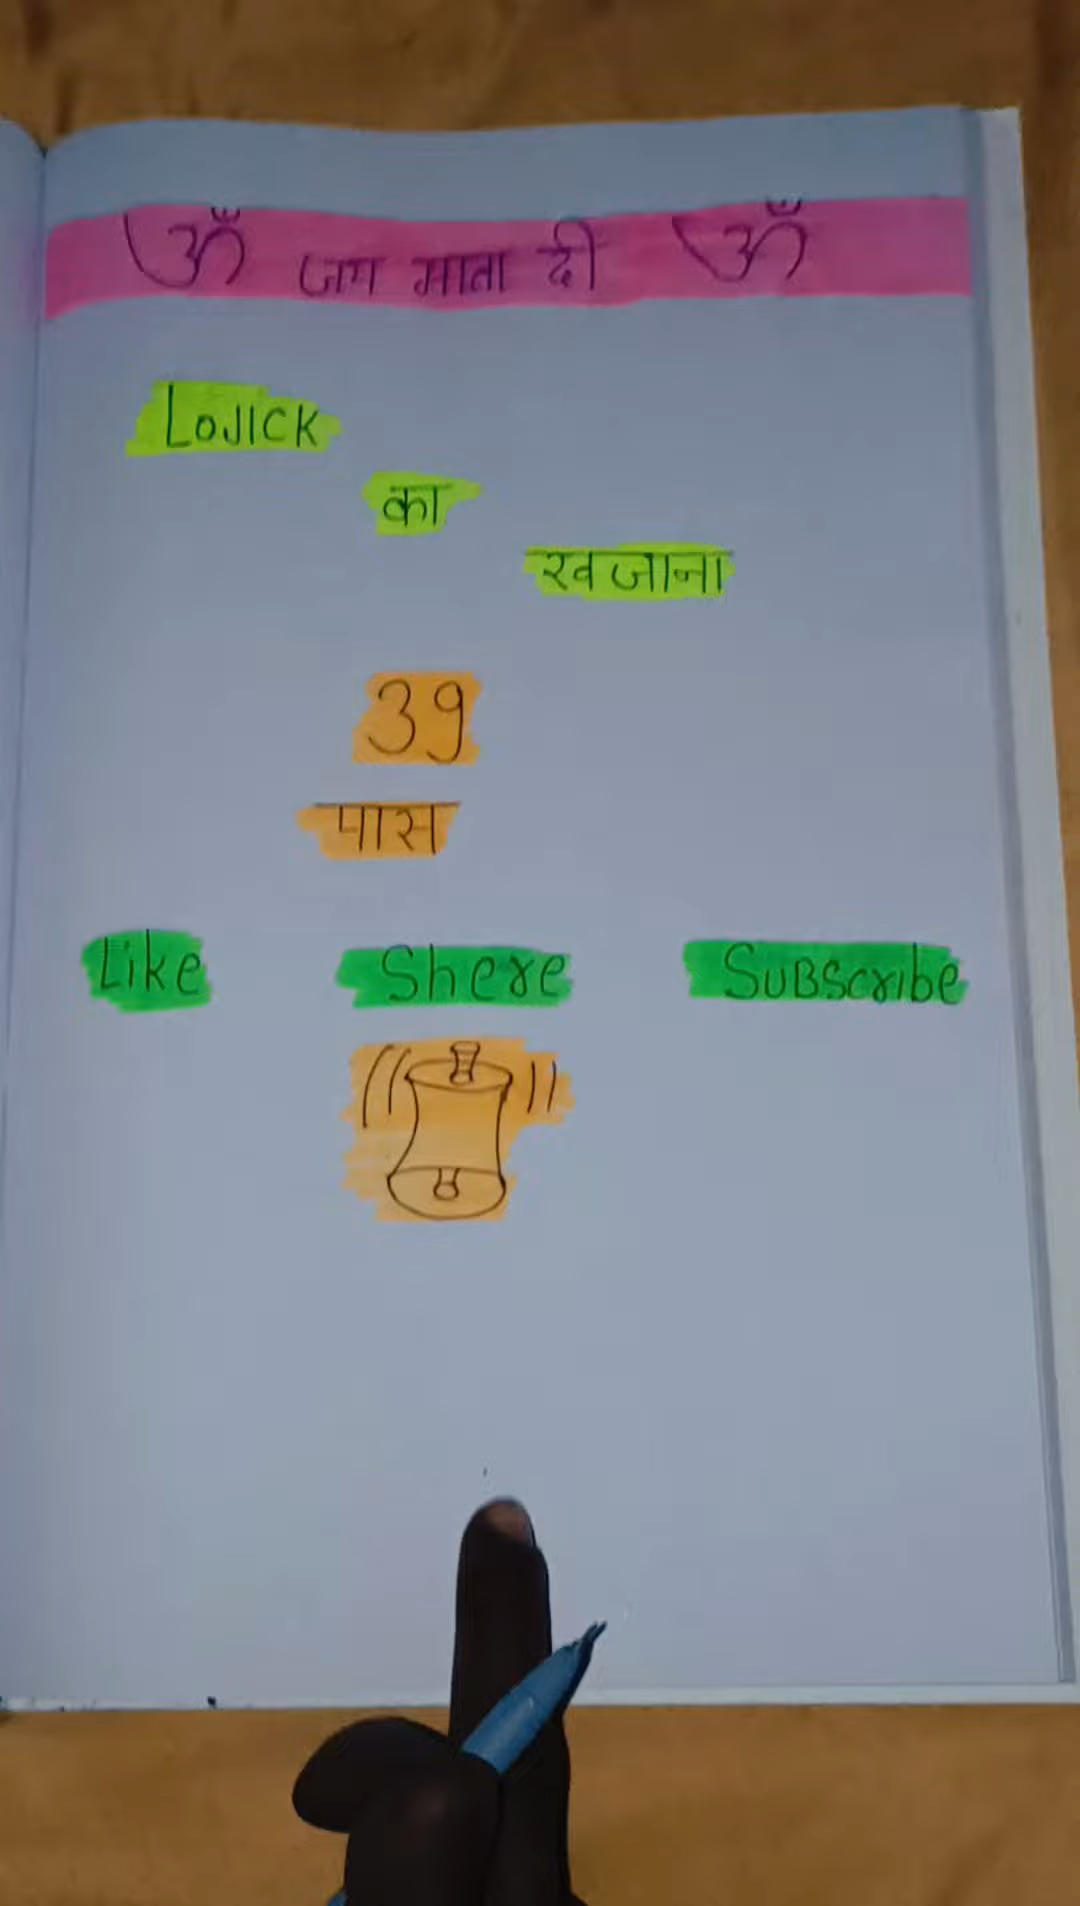 ॐ जय माता दी ॐ
LOJICK
का
खजाना
39
पास
Like Shere SuBscribe